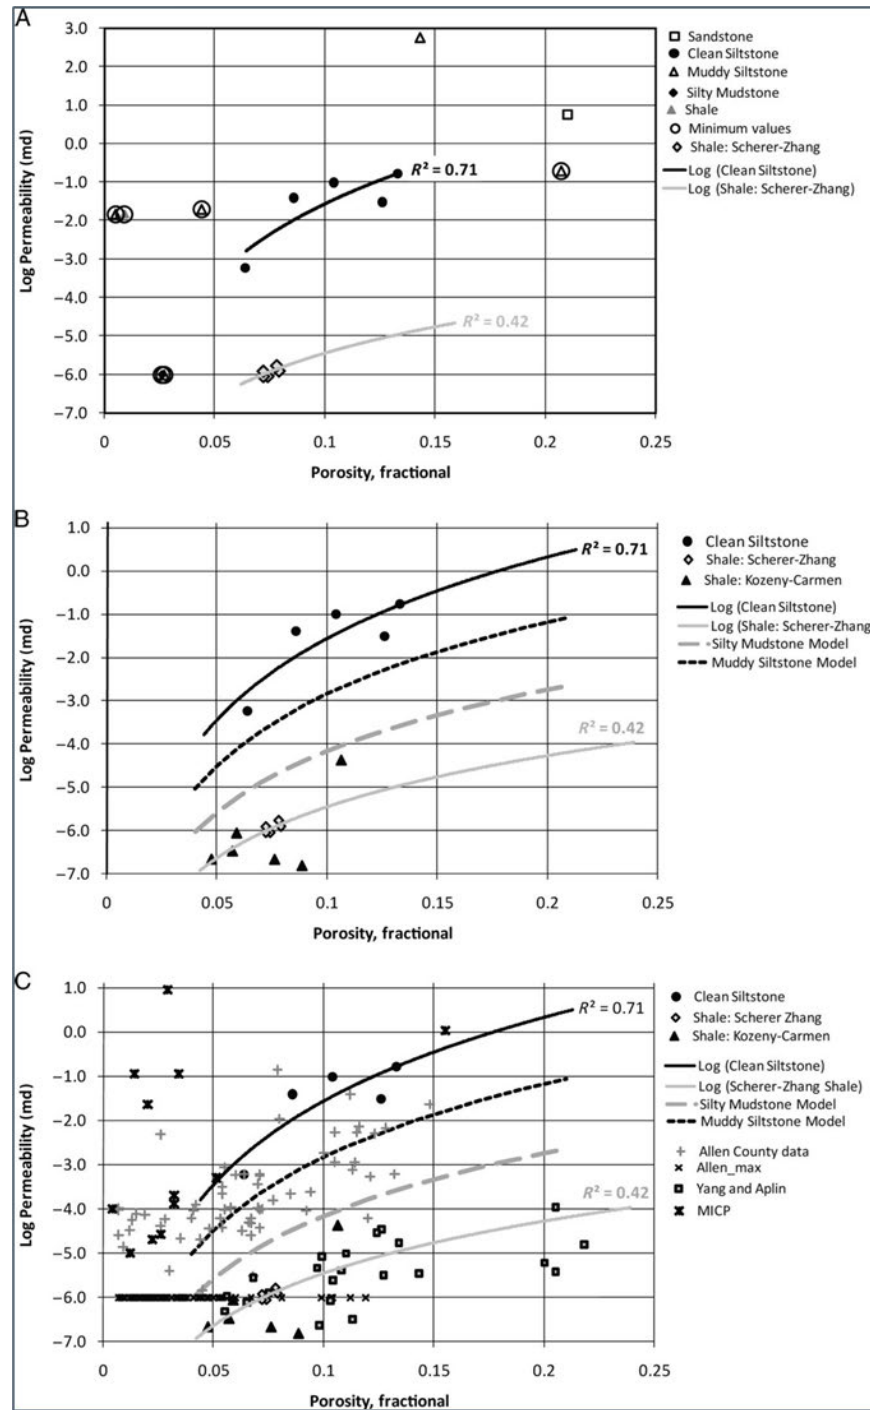 A
3.0
2.0
1.0
0.0
−1.0
−2.0
−3.0
−4.0
−5.0
−6.0
−7.0
Log Permeability (md)
R² = 0.71
R² = 0.42
0 0.05 0.1 0.15 0.2 0.25
Porosity, fractional
Sandstone
Clean Siltstone
Muddy Siltstone
Silty Mudstone
Shale
Minimum values
Shale: Scherer-Zhang
Log (Clean Siltstone)
Log (Shale: Scherer-Zhang)
B
1.0
0.0
−1.0
−2.0
−3.0
−4.0
−5.0
−6.0
−7.0
Log Permeability (md)
R² = 0.71
R² = 0.42
0 0.05 0.1 0.15 0.2 0.25
Porosity, fractional
Clean Siltstone
Shale: Scherer-Zhang
Shale: Kozeny-Carmen
Log (Clean Siltstone)
Log (Shale: Scherer-Zhang
Silty Mudstone Model
Muddy Siltstone Model
C
1.0
0.0
−1.0
−2.0
−3.0
−4.0
−5.0
−6.0
−7.0
Log Permeability (md)
R² = 0.71
R² = 0.42
0 0.05 0.1 0.15 0.2 0.25
Porosity, fractional
Clean Siltstone
Shale: Scherer Zhang
Shale: Kozeny-Carmen
Log (Clean Siltstone)
Log (Scherer-Zhang Shale)
Silty Mudstone Model
Muddy Siltstone Model
Allen County data
Allen_max
Yang and Aplin
MICP